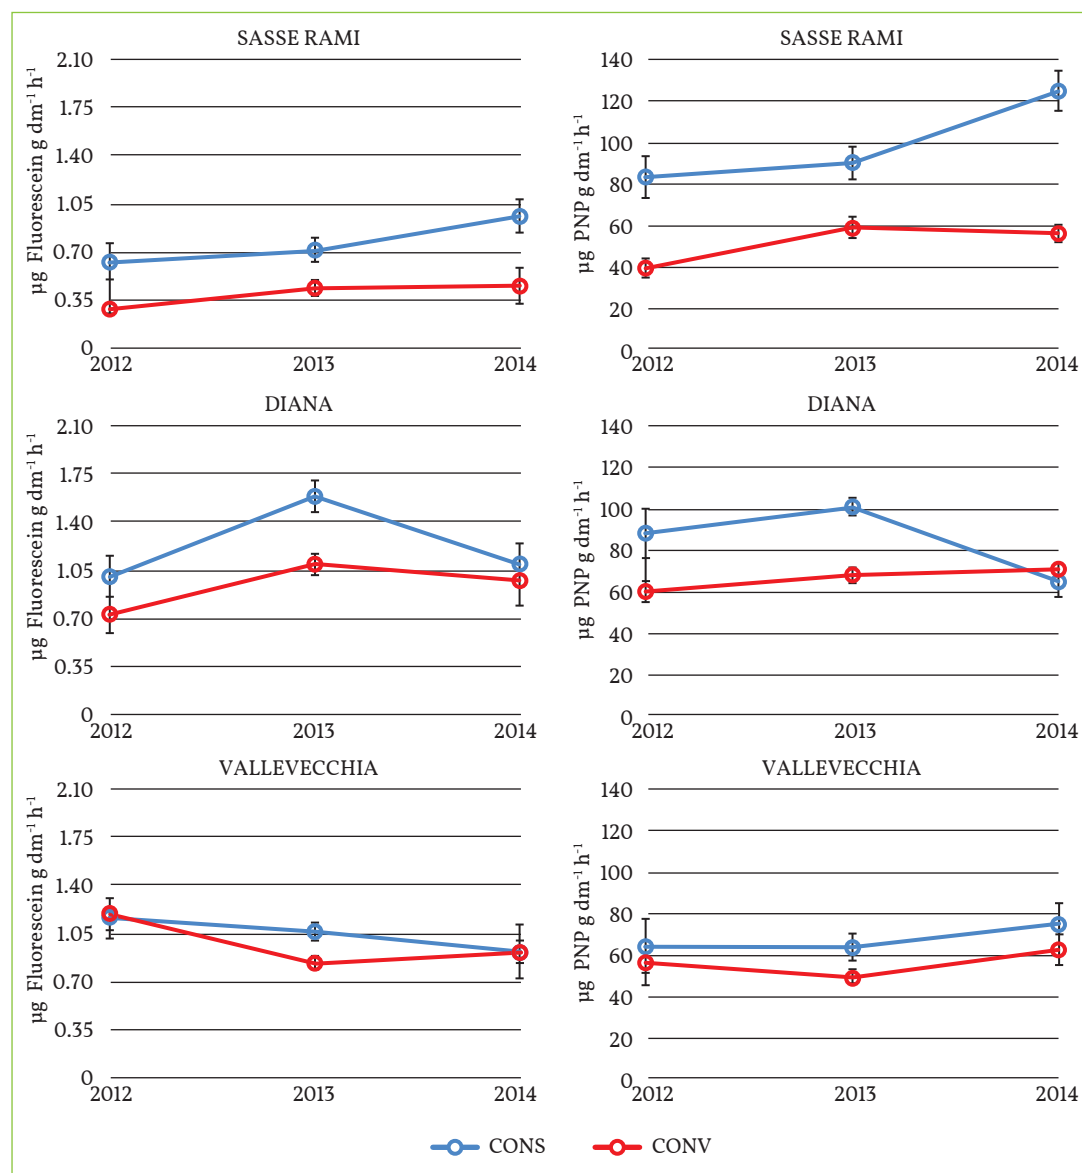 SASSE RAMI
µg Fluorescein g dm⁻¹ h⁻¹
2.10
1.75
1.40
1.05
0.70
0.35
0
2012 2013 2014
SASSE RAMI
µg PNP g dm⁻¹ h⁻¹
140
120
100
80
60
40
20
0
2012 2013 2014
DIANA
µg Fluorescein g dm⁻¹ h⁻¹
2.10
1.75
1.40
1.05
0.70
0.35
0
2012 2013 2014
DIANA
µg PNP g dm⁻¹ h⁻¹
140
120
100
80
60
40
20
0
2012 2013 2014
VALLEVECCHIA
µg Fluorescein g dm⁻¹ h⁻¹
2.10
1.75
1.40
1.05
0.70
0.35
0
2012 2013 2014
VALLEVECCHIA
µg PNP g dm⁻¹ h⁻¹
140
120
100
80
60
40
20
0
2012 2013 2014
CONS CONV